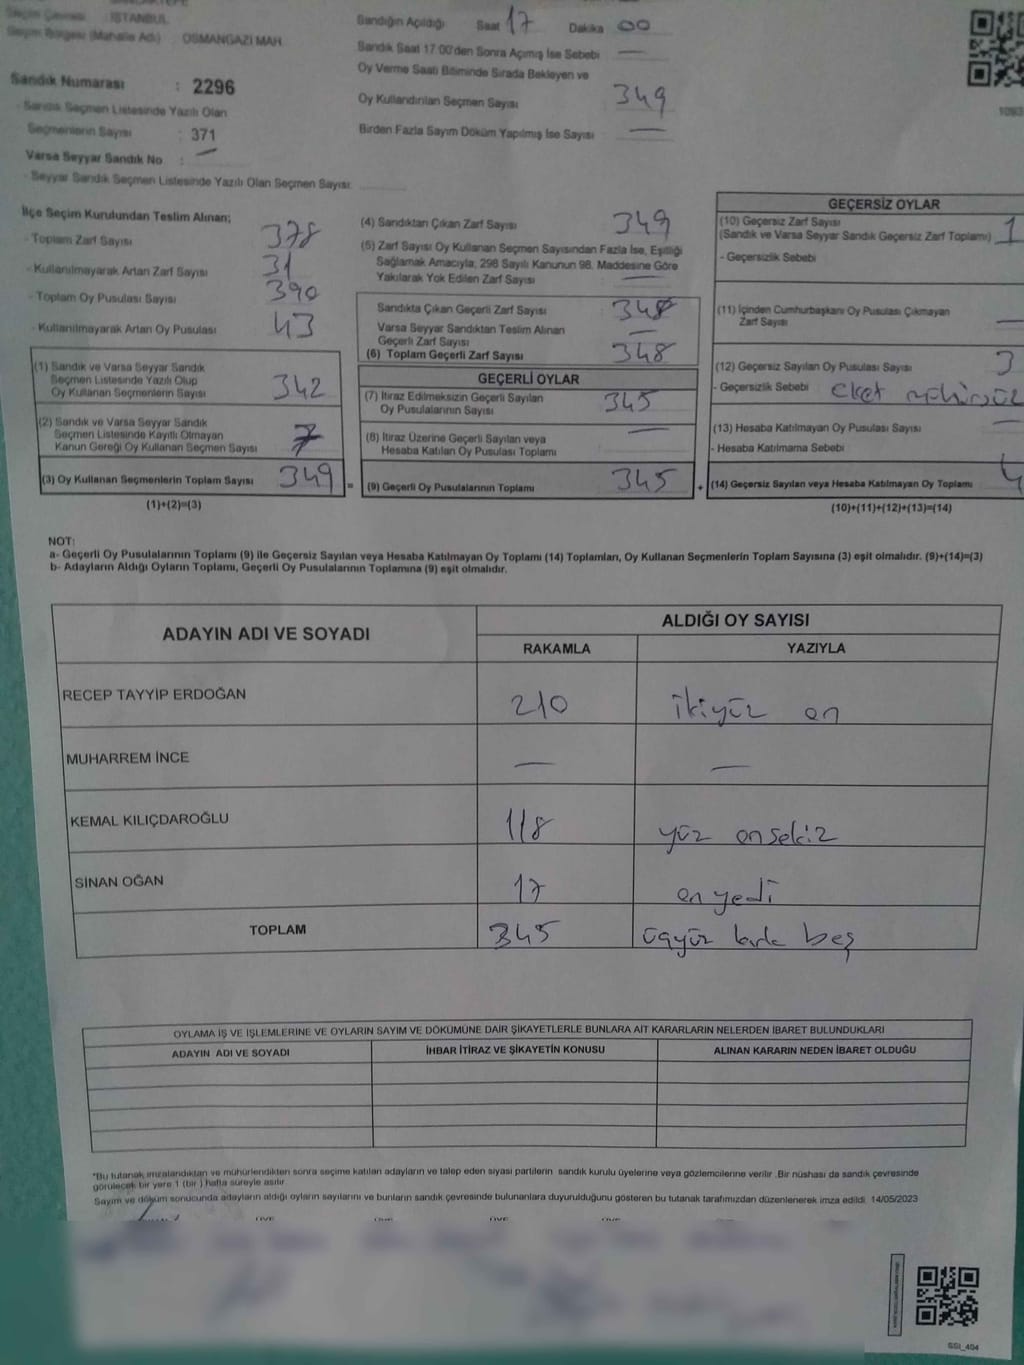 SANCAKTEPE
Seçim Çevresi : İSTANBUL
Seçim Bölgesi (Mahalle Adı) : OSMANGAZİ MAH.
Sandık Numarası : 2296
- Sandık Seçmen Listesinde Yazılı Olan
Seçmenlerin Sayısı : 371
Varsa Seyyar Sandık No : —
- Seyyar Sandık Seçmen Listesinde Yazılı Olan Seçmen Sayısı:
Sandığın Açıldığı Saat 17 Dakika 00
Sandık Saat 17:00'den Sonra Açımış İse Sebebi —
Oy Verme Saati Bitiminde Sırada Bekleyen ve
Oy Kullandırılan Seçmen Sayısı 349
Birden Fazla Sayım Döküm Yapılmış İse Sayısı —
1093
İlçe Seçim Kurulundan Teslim Alınan;
- Toplam Zarf Sayısı 378
- Kullanılmayarak Artan Zarf Sayısı 31
- Toplam Oy Pusulası Sayısı 390
- Kullanılmayarak Artan Oy Pusulası 43
(1) Sandık ve Varsa Seyyar Sandık
Seçmen Listesinde Yazılı Olup
Oy Kullanan Seçmenlerin Sayısı 342
(2) Sandık ve Varsa Seyyar Sandık
Seçmen Listesinde Kayıtlı Olmayan
Kanun Gereği Oy Kullanan Seçmen Sayısı 7
(3) Oy Kullanan Seçmenlerin Toplam Sayısı 349 =
(1)+(2)=(3)
(4) Sandıktan Çıkan Zarf Sayısı 349
(5) Zarf Sayısı Oy Kullanan Seçmen Sayısından Fazla İse, Eşitliği
Sağlamak Amacıyla, 298 Sayılı Kanunun 98. Maddesine Göre
Yakılarak Yok Edilen Zarf Sayısı —
Sandıkta Çıkan Geçerli Zarf Sayısı 348
Varsa Seyyar Sandıktan Teslim Alınan
Geçerli Zarf Sayısı —
(6) Toplam Geçerli Zarf Sayısı 348
GEÇERLİ OYLAR
(7) İtiraz Edilmeksizin Geçerli Sayılan
Oy Pusulalarının Sayısı 345
(8) İtiraz Üzerine Geçerli Sayılan veya
Hesaba Katılan Oy Pusulası Toplamı —
(9) Geçerli Oy Pusulalarının Toplamı 345 +
GEÇERSİZ OYLAR
(10) Geçersiz Zarf Sayısı 1
(Sandık ve Varsa Seyyar Sandık Geçersiz Zarf Toplamı)
- Geçersizlik Sebebi
(11) İçinden Cumhurbaşkanı Oy Pusulası Çıkmayan
Zarf Sayısı —
(12) Geçersiz Sayılan Oy Pusulası Sayısı 3
- Geçersizlik Sebebi
(13) Hesaba Katılmayan Oy Pusulası Sayısı —
- Hesaba Katılmama Sebebi
(14) Geçersiz Sayılan veya Hesaba Katılmayan Oy Toplamı 4
(10)+(11)+(12)+(13)=(14)
NOT:
a- Geçerli Oy Pusulalarının Toplamı (9) ile Geçersiz Sayılan veya Hesaba Katılmayan Oy Toplamı (14) Toplamları, Oy Kullanan Seçmenlerin Toplam Sayısına (3) eşit olmalıdır. (9)+(14)=(3)
b- Adayların Aldığı Oyların Toplamı, Geçerli Oy Pusulalarının Toplamına (9) eşit olmalıdır.
ADAYIN ADI VE SOYADI
ALDIĞI OY SAYISI
RAKAMLA YAZIYLA
RECEP TAYYİP ERDOĞAN 210 ikiyüz on
MUHARREM İNCE — —
KEMAL KILIÇDAROĞLU 118 yüz onsekiz
SİNAN OĞAN 17 on yedi
TOPLAM 345 üçyüz kırk beş
OYLAMA İŞ VE İŞLEMLERİNE VE OYLARIN SAYIM VE DÖKÜMÜNE DAİR ŞİKAYETLERLE BUNLARA AİT KARARLARIN NELERDEN İBARET BULUNDUKLARI
ADAYIN ADI VE SOYADI İHBAR İTİRAZ VE ŞİKAYETİN KONUSU ALINAN KARARIN NEDEN İBARET OLDUĞU
"Bu tutanak, imzalandıktan ve mühürlendikten sonra seçime katılan adayların ve talep eden siyasi partilerin sandık kurulu üyelerine veya gözlemcilerine verilir. Bir nüshası da sandık çevresinde
görülecek bir yere 1 (bir) hafta süreyle asılır.
Sayım ve döküm sonucunda adayların aldığı oyların sayılarını ve bunların sandık çevresinde bulunanlara duyurulduğunu gösteren bu tutanak tarafımızdan düzenlenerek imza edildi. 14/05/2023
ÜYE ÜYE ÜYE ÜYE ÜYE
SSI_404